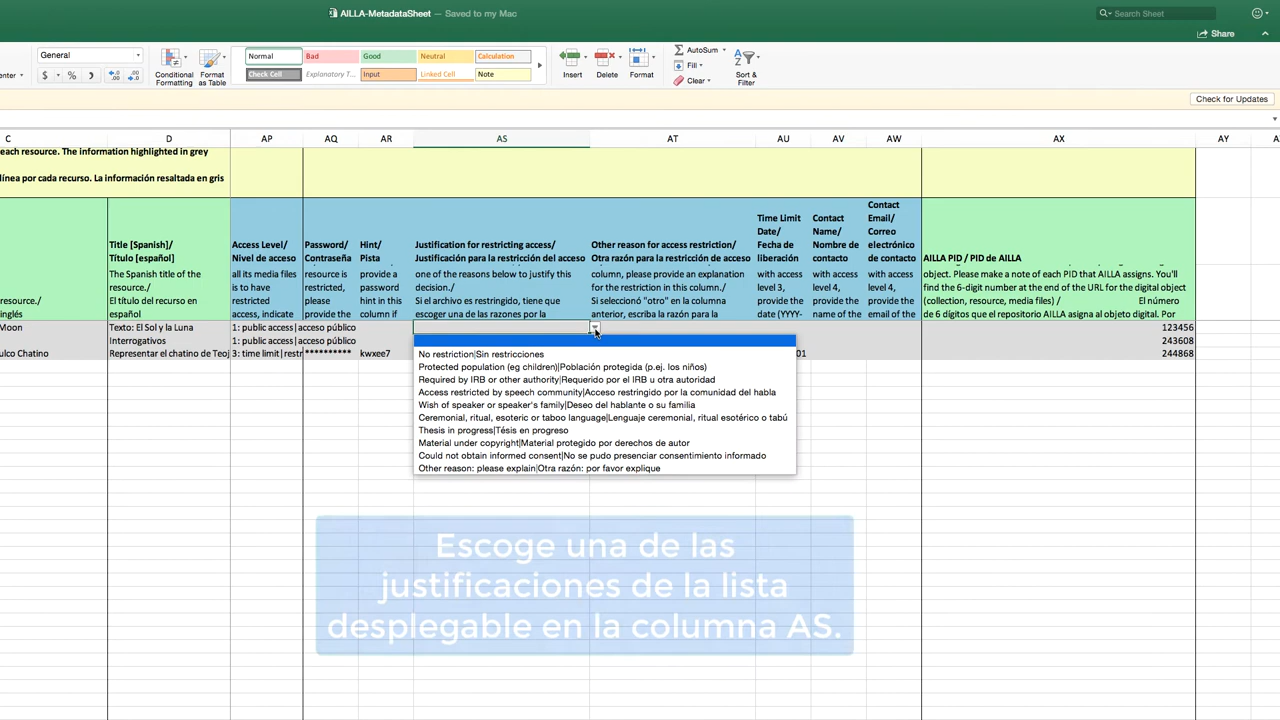 AILLA-MetadataSheet — Saved to my Mac
Search Sheet
Share
General
$ % )
Conditional
Formatting
Format
as Table
Normal Bad Good Neutral Calculation
Check Cell Explanatory T... Input Linked Cell Note
Insert Delete Format
AutoSum
Fill
Clear
Sort &
Filter
Check for Updates
C D AP AQ AR AS AT AU AV AW AX AY
each resource. The information highlighted in grey
línea por cada recurso. La información resaltada en gris
resource./
inglés
Title [Spanish]/
Título [español]
The Spanish title of the
resource./
El título del recurso en
español
Access Level/
Nivel de acceso
all its media files
is to have
restricted
access, indicate
Password/
Contraseña
resource is
restricted,
please
provide the
Hint/
Pista
provide a
password
hint in this
column if
Justification for restricting access/
Justificación para la restricción del acceso
one of the reasons below to justify this
decision./
Si el archivo es restringido, tiene que
escoger una de las razones por la
Other reason for access restriction/
Otra razón para la restricción de acceso
column, please provide an explanation
for the restriction in this column./
Si seleccionó "otro" en la columna
anterior, escriba la razón para la
Time Limit
Date/
Fecha de
liberación
with access
level 3,
provide the
date (YYYY-
Contact
Name/
Nombre de
contacto
with access
level 4,
provide the
name of the
Contact
Email/
Correo
electrónico
de contacto
with access
level 4,
provide the
email of the
AILLA PID / PID de AILLA
object. Please make a note of each PID that AILLA assigns. You'll
find the 6-digit number at the end of the URL for the digital object
(collection, resource, media files) / El número
de 6 dígitos que el repositorio AILLA asigna al objeto digital. Por
Moon Texto: El Sol y la Luna 1: public access|acceso público 123456
Interrogativos 1: public access|acceso público 243608
ulco Chatino Representar el chatino de Teoj 3: time limit|restr ********** kwxee7 01 244868
No restriction|Sin restricciones
Protected population (eg children)|Población protegida (p.ej. los niños)
Required by IRB or other authority|Requerido por el IRB u otra autoridad
Access restricted by speech community|Acceso restringido por la comunidad del habla
Wish of speaker or speaker's family|Deseo del hablante o su familia
Ceremonial, ritual, esoteric or taboo language|Lenguaje ceremonial, ritual esotérico o tabú
Thesis in progress|Tésis en progreso
Material under copyright|Material protegido por derechos de autor
Could not obtain informed consent|No se pudo presenciar consentimiento informado
Other reason: please explain|Otra razón: por favor explique
Escoge una de las
justificaciones de la lista
desplegable en la columna AS.